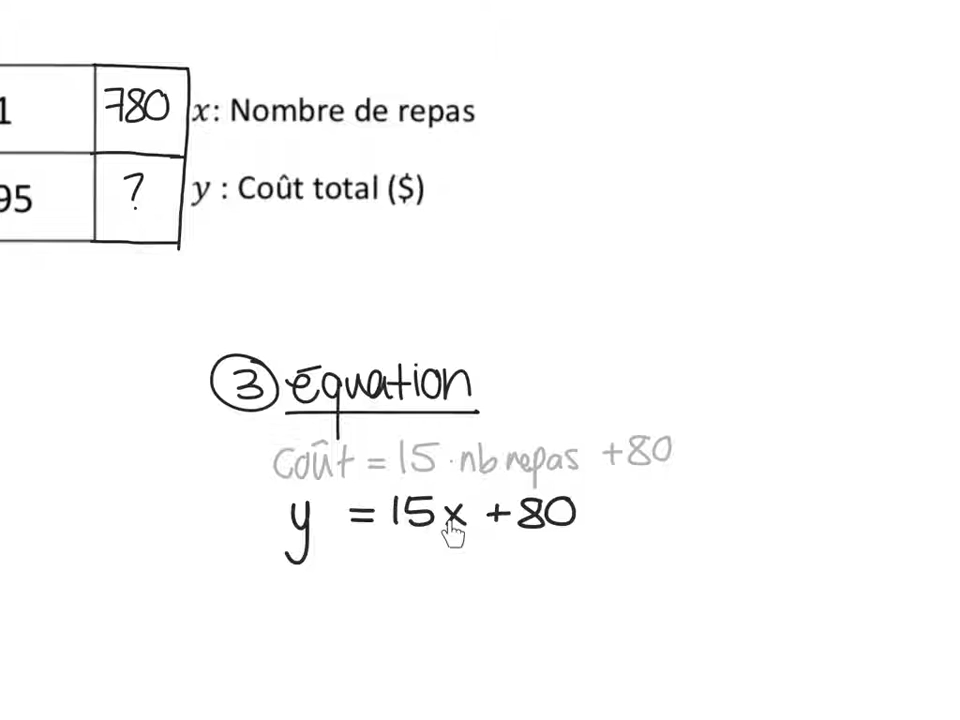 1 780 x: Nombre de repas
95 ? y : Coût total ($)
3 équation
coût = 15 · nb repas +80
y = 15x +80